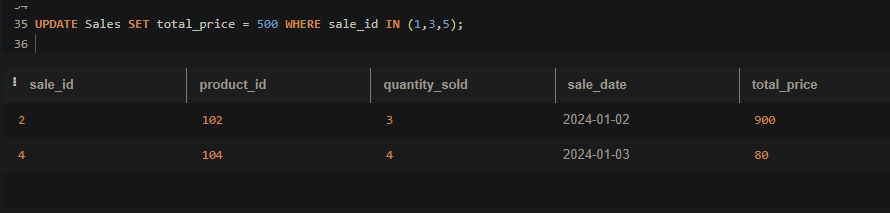 35 UPDATE Sales SET total_price = 500 WHERE sale_id IN (1,3,5);
36
sale_id product_id quantity_sold sale_date total_price
2 102 3 2024-01-02 900
4 104 4 2024-01-03 80